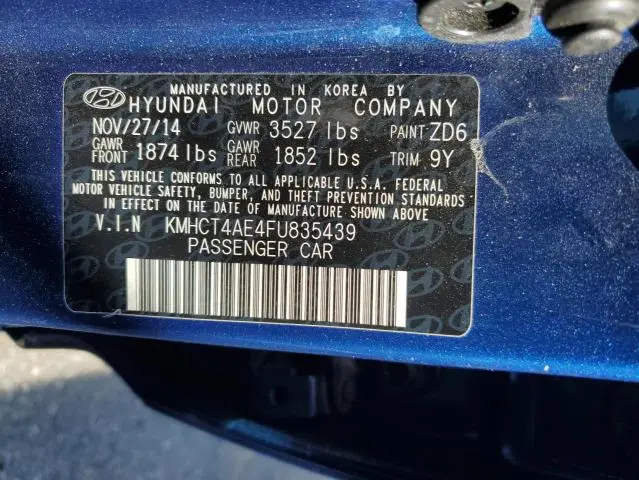 MANUFACTURED IN KOREA BY
HYUNDAI MOTOR COMPANY
NOV/27/14 GVWR 3527 lbs PAINT ZD6
GAWR FRONT 1874 lbs GAWR REAR 1852 lbs TRIM 9Y
THIS VEHICLE CONFORMS TO ALL APPLICABLE U.S.A. FEDERAL
MOTOR VEHICLE SAFETY, BUMPER, AND THEFT PREVENTION STANDARDS
IN EFFECT ON THE DATE OF MANUFACTURE SHOWN ABOVE
V.I.N KMHCT4AE4FU835439
PASSENGER CAR